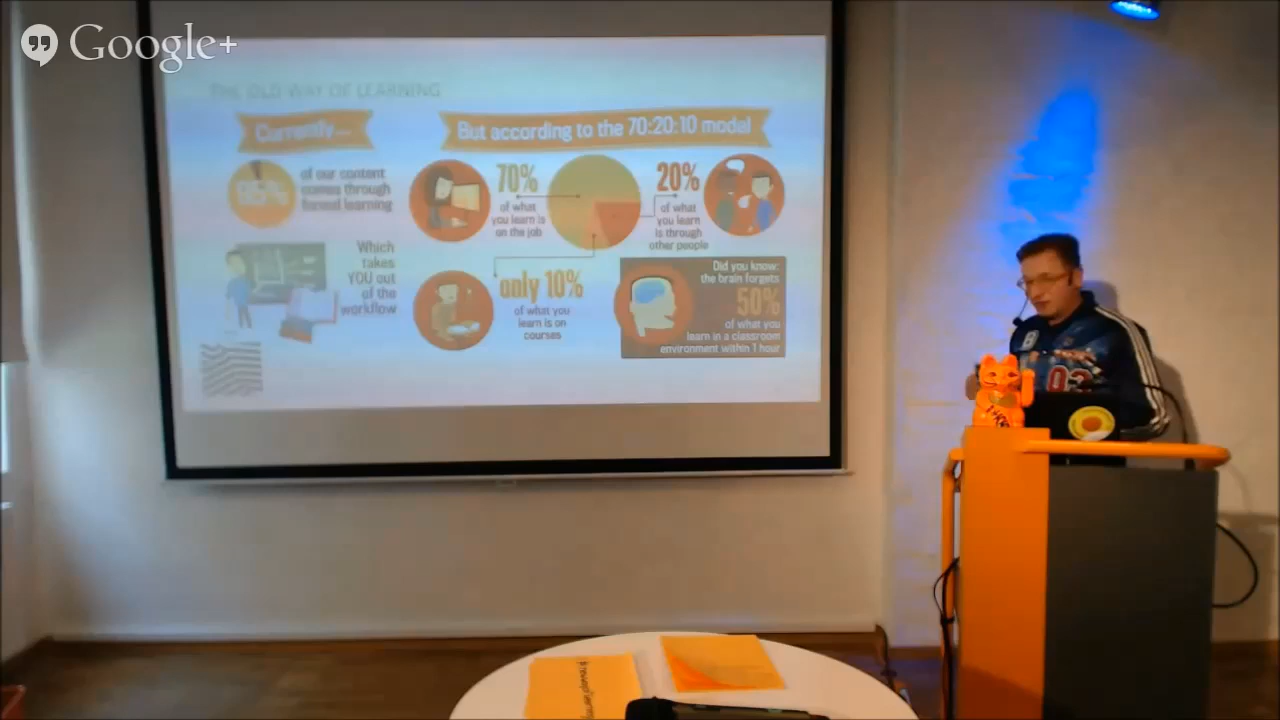 Google+
THE OLD WAY OF LEARNING
Currently...
But according to the 70:20:10 model
of our content
comes through
formal learning
70%
of what
you learn is
on the job
20%
of what
you learn
is through
other people
Which
takes
YOU out
of the
workflow
only 10%
of what you
learn is on
courses
Did you know:
the brain forgets
50%
of what you
learn in a classroom
environment within 1 hour
03